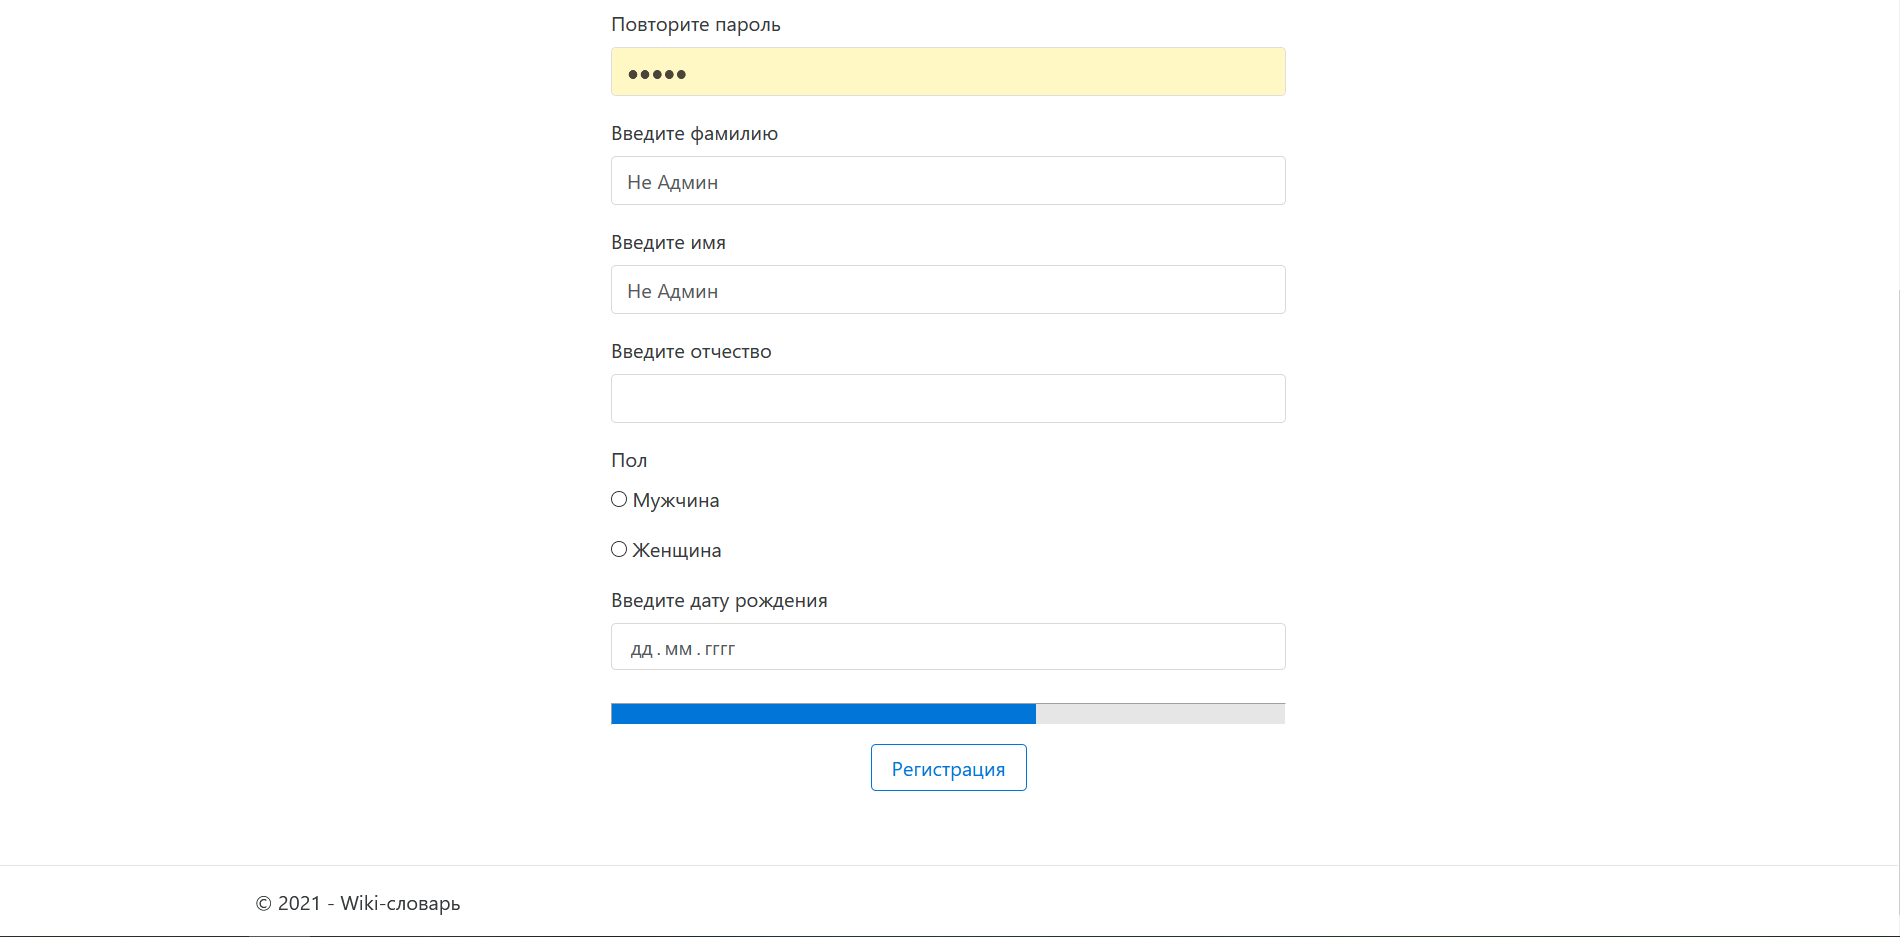 Повторите пароль
●●●●●
Введите фамилию
Не Админ
Введите имя
Не Админ
Введите отчество
Пол
Мужчина
Женщина
Введите дату рождения
дд.мм.гггг
Регистрация
© 2021 - Wiki-словарь